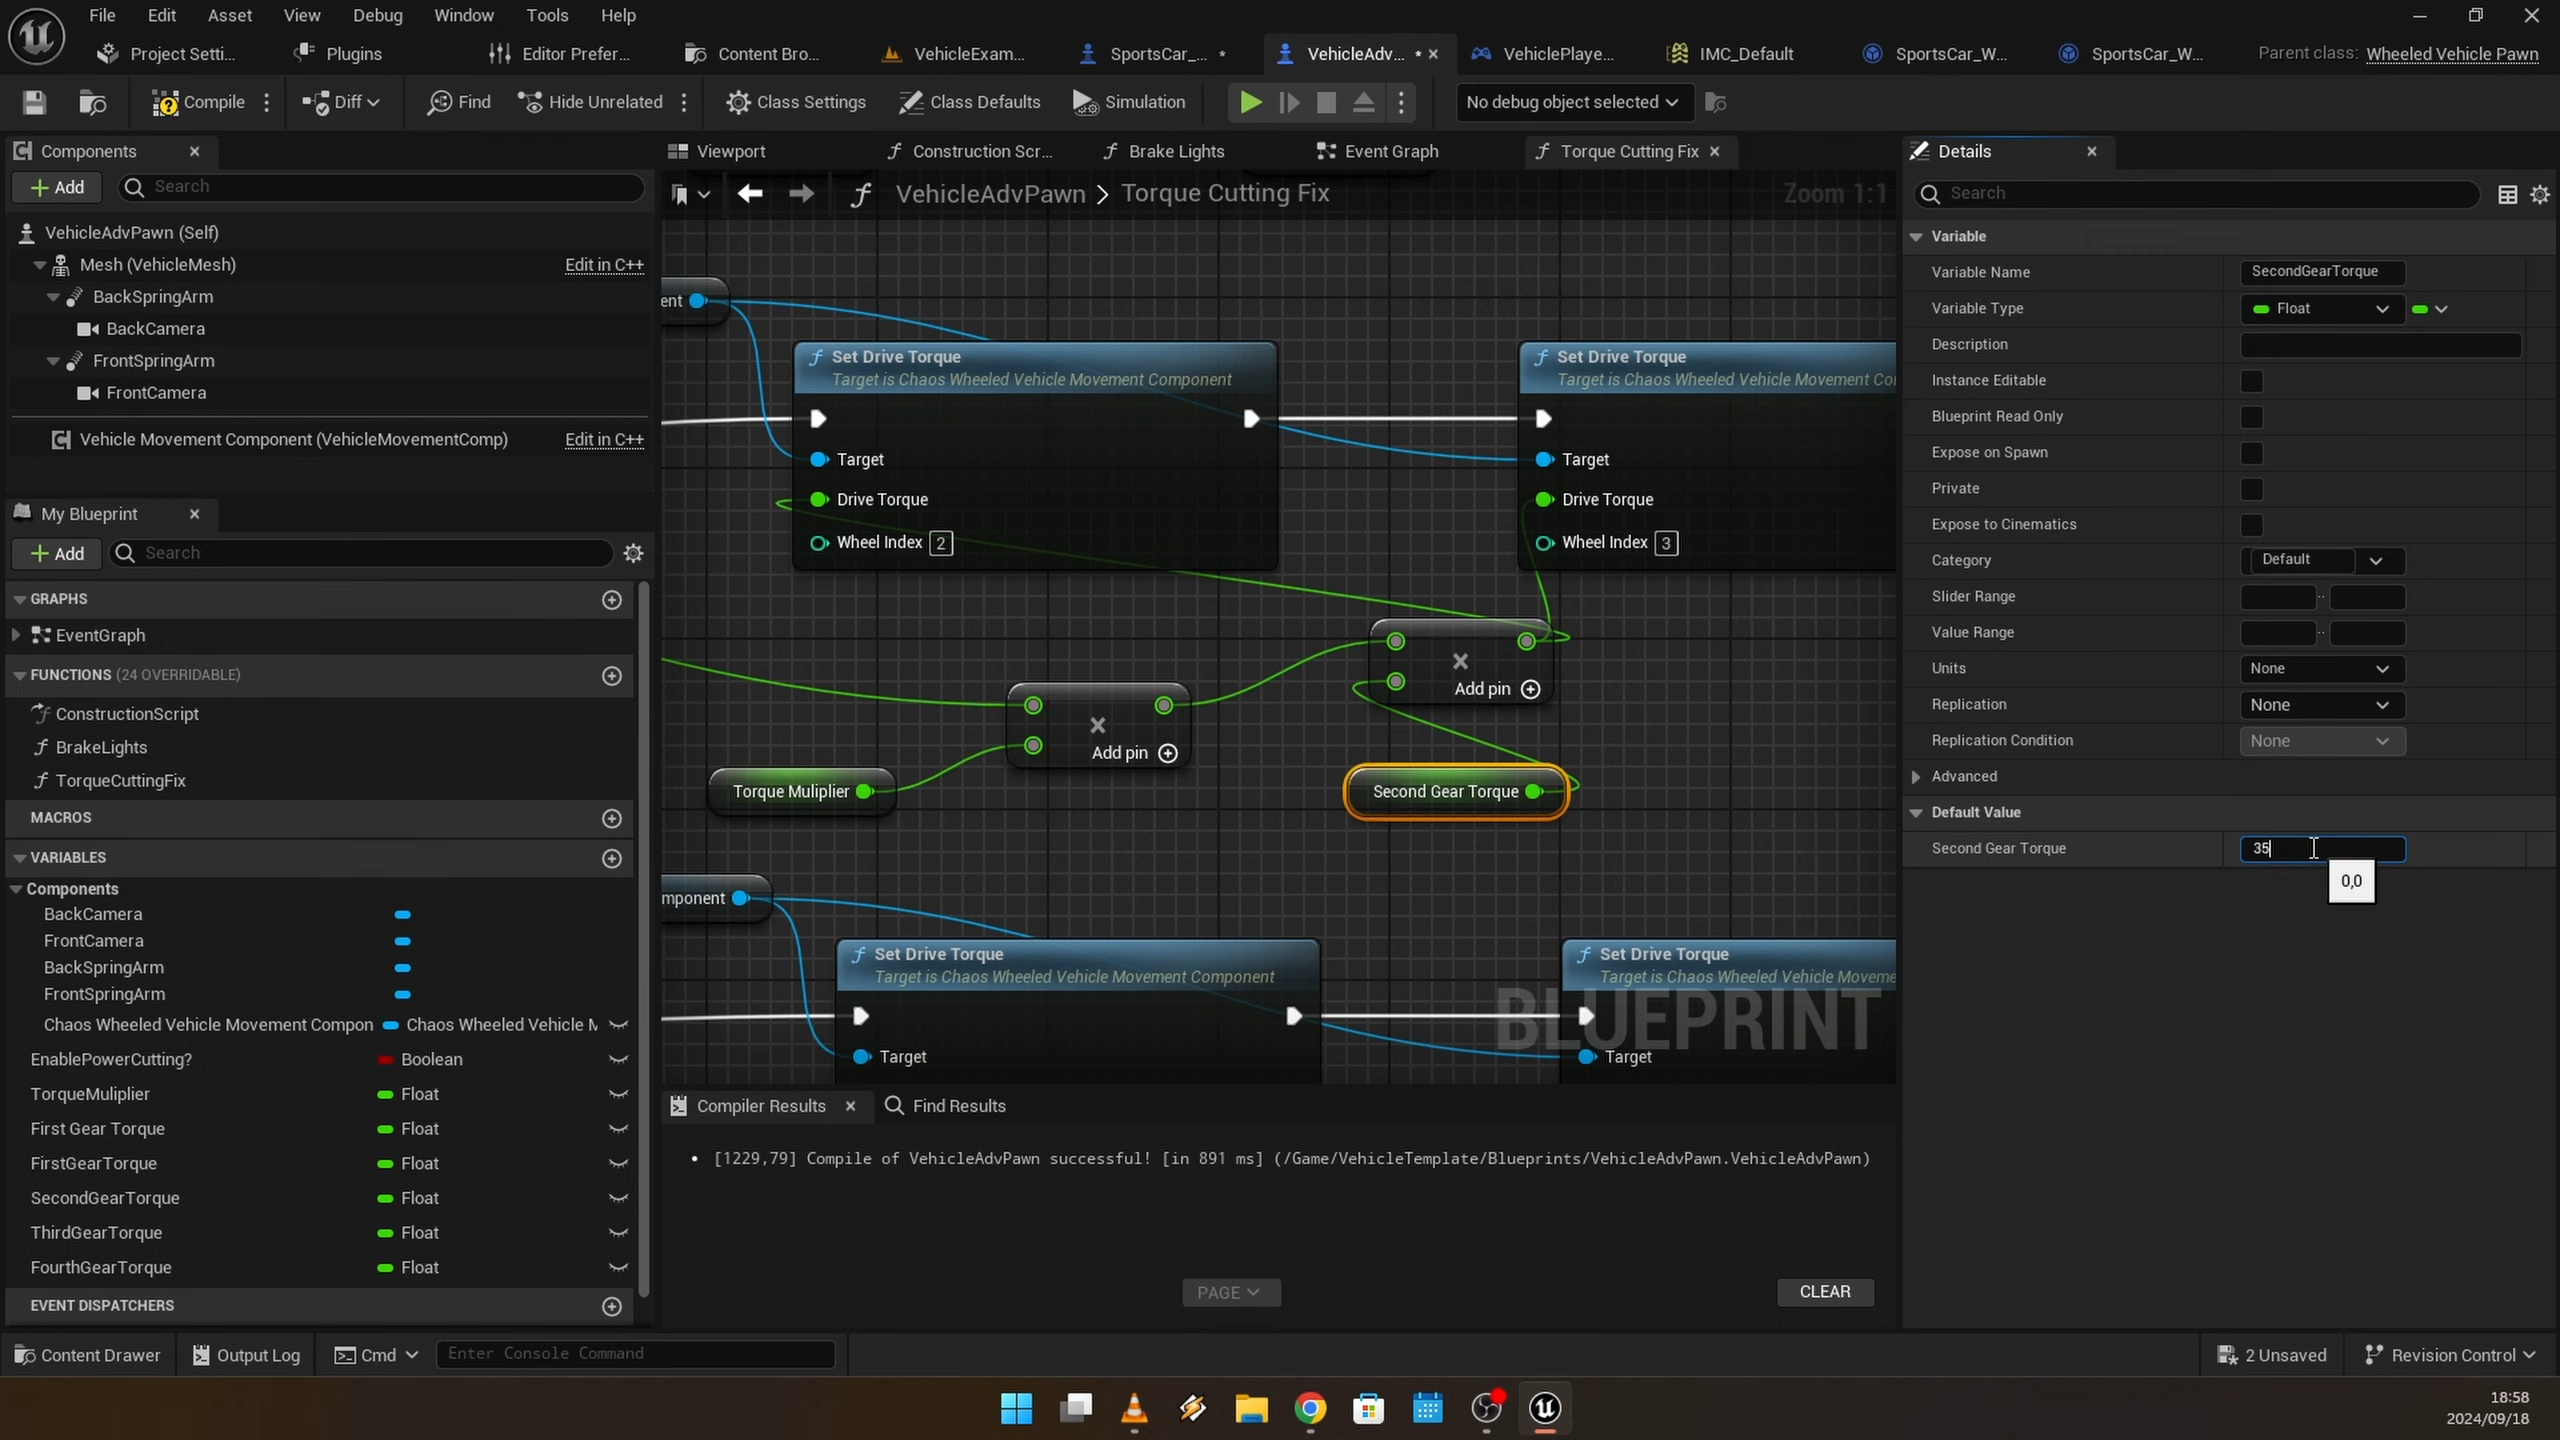 File Edit Asset View Debug Window Tools Help
Project Setti... Plugins Editor Prefer... Content Bro... VehicleExam... SportsCar_... * VehicleAdv... * VehiclePlaye... IMC_Default SportsCar_W... SportsCar_W... Parent class: Wheeled Vehicle Pawn
Compile Diff Find Hide Unrelated Class Settings Class Defaults Simulation No debug object selected
Components
Add Search
VehicleAdvPawn (Self)
Mesh (VehicleMesh) Edit in C++
BackSpringArm
BackCamera
FrontSpringArm
FrontCamera
Vehicle Movement Component (VehicleMovementComp) Edit in C++
My Blueprint
Add Search
GRAPHS
EventGraph
FUNCTIONS (24 OVERRIDABLE)
ConstructionScript
BrakeLights
TorqueCuttingFix
MACROS
VARIABLES
Components
BackCamera
FrontCamera
BackSpringArm
FrontSpringArm
Chaos Wheeled Vehicle Movement Compon Chaos Wheeled Vehicle M
EnablePowerCutting? Boolean
TorqueMuliplier Float
First Gear Torque Float
FirstGearTorque Float
SecondGearTorque Float
ThirdGearTorque Float
FourthGearTorque Float
EVENT DISPATCHERS
Viewport Construction Scr... Brake Lights Event Graph Torque Cutting Fix
VehicleAdvPawn > Torque Cutting Fix Zoom 1:1
ent
Set Drive Torque
Target is Chaos Wheeled Vehicle Movement Component
Target
Drive Torque
Wheel Index 2
Set Drive Torque
Target is Chaos Wheeled Vehicle Movement Co
Target
Drive Torque
Wheel Index 3
Add pin
Add pin
Torque Muliplier
Second Gear Torque
mponent
Set Drive Torque
Target is Chaos Wheeled Vehicle Movement Component
Target
Set Drive Torque
Target is Chaos Wheeled Vehicle Moveme
Target
BLUEPRINT
Compiler Results Find Results
[1229,79] Compile of VehicleAdvPawn successful! [in 891 ms] (/Game/VehicleTemplate/Blueprints/VehicleAdvPawn.VehicleAdvPawn)
PAGE CLEAR
Details
Search
Variable
Variable Name SecondGearTorque
Variable Type Float
Description
Instance Editable
Blueprint Read Only
Expose on Spawn
Private
Expose to Cinematics
Category Default
Slider Range ..
Value Range ..
Units None
Replication None
Replication Condition None
Advanced
Default Value
Second Gear Torque 35
0,0
Content Drawer Output Log Cmd Enter Console Command 2 Unsaved Revision Control
18:58
2024/09/18